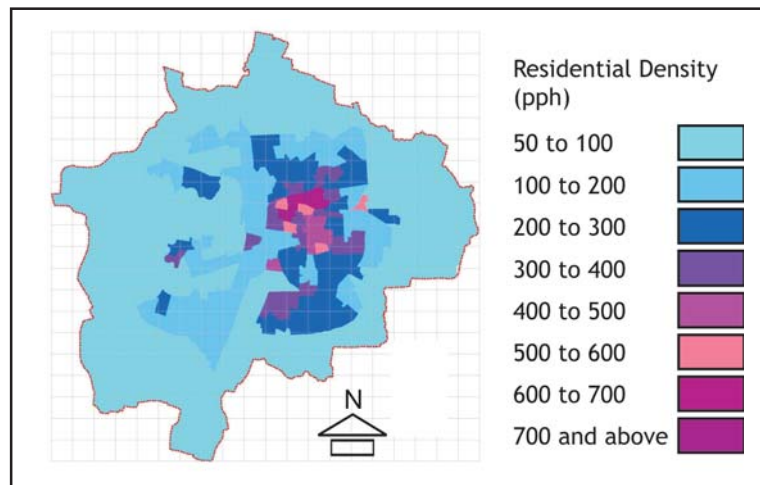 Residential Density
(pph)
50 to 100
100 to 200
200 to 300
300 to 400
400 to 500
500 to 600
600 to 700
700 and above
N